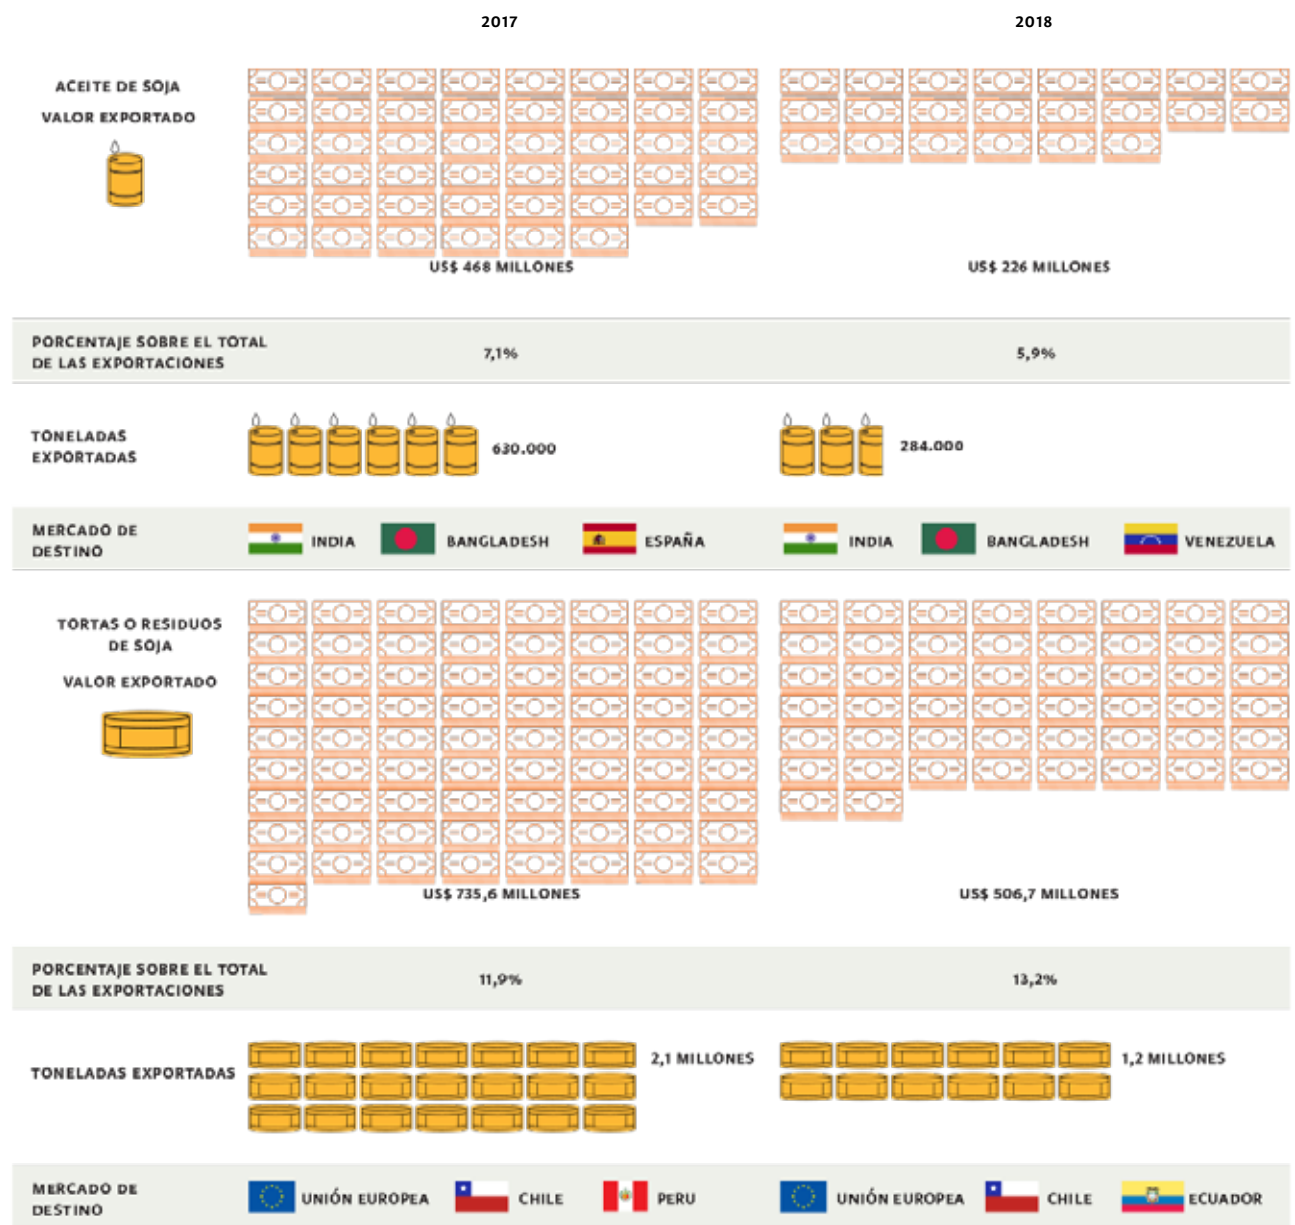 2017
2018
ACEITE DE SOJA
VALOR EXPORTADO
US$ 468 MILLONES
US$ 226 MILLONES
PORCENTAJE SOBRE EL TOTAL
DE LAS EXPORTACIONES
7,1%
5,9%
TONELADAS
EXPORTADAS
630.000
284.000
MERCADO DE
DESTINO
INDIA
BANGLADESH
ESPAÑA
INDIA
BANGLADESH
VENEZUELA
TORTAS O RESIDUOS
DE SOJA
VALOR EXPORTADO
US$ 735,6 MILLONES
US$ 506,7 MILLONES
PORCENTAJE SOBRE EL TOTAL
DE LAS EXPORTACIONES
11,9%
13,2%
TONELADAS EXPORTADAS
2,1 MILLONES
1,2 MILLONES
MERCADO DE
DESTINO
UNIÓN EUROPEA
CHILE
PERU
UNIÓN EUROPEA
CHILE
ECUADOR